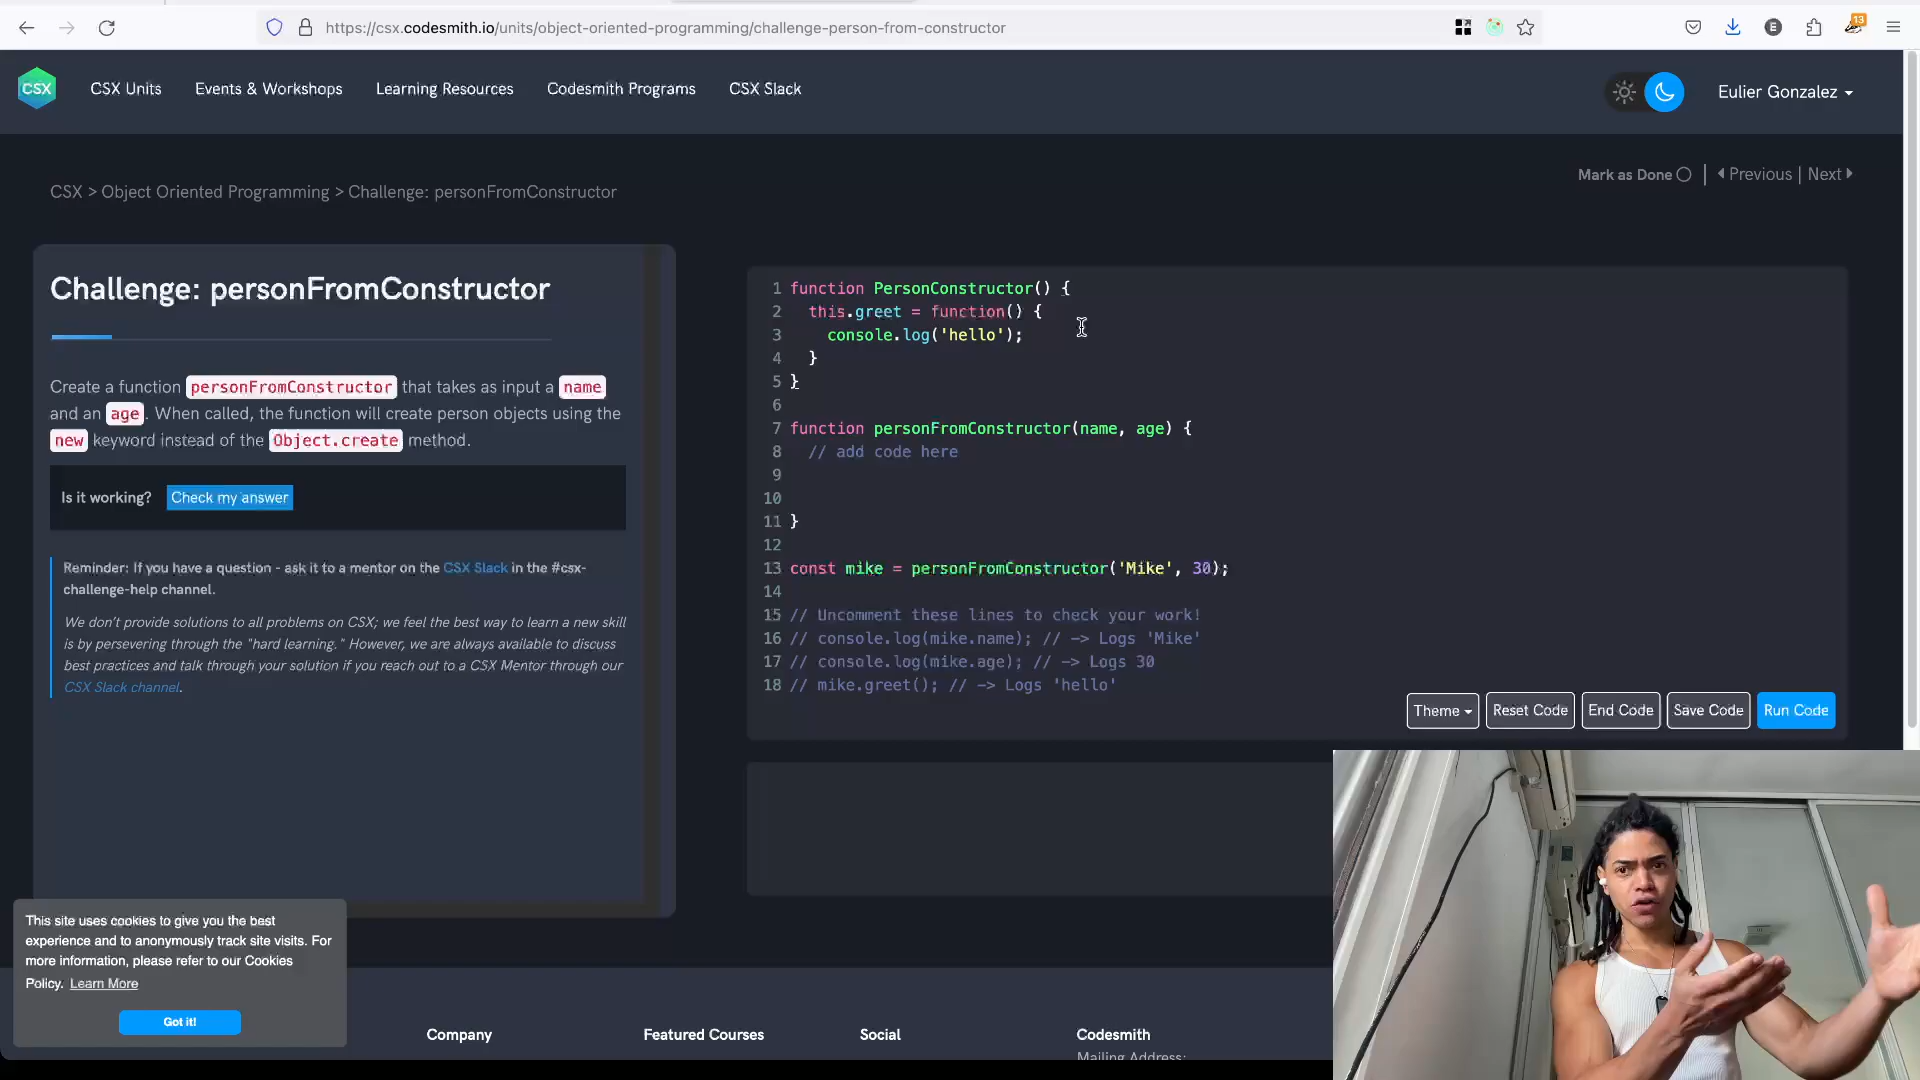 https://csx.codesmith.io/units/object-oriented-programming/challenge-person-from-constructor
13
CSX
CSX Units
Events & Workshops
Learning Resources
Codesmith Programs
CSX Slack
Eulier Gonzalez
Mark as Done
Previous | Next
CSX > Object Oriented Programming > Challenge: personFromConstructor
Challenge: personFromConstructor
Create a function personFromConstructor that takes as input a name
and an age. When called, the function will create person objects using the
new keyword instead of the Object.create method.
Is it working? Check my answer
Reminder: If you have a question - ask it to a mentor on the CSX Slack in the #csx-
challenge-help channel.
We don't provide solutions to all problems on CSX; we feel the best way to learn a new skill
is by persevering through the "hard learning." However, we are always available to discuss
best practices and talk through your solution if you reach out to a CSX Mentor through our
CSX Slack channel.
1 function PersonConstructor() {
2 this.greet = function() {
3 console.log('hello');
4 }
5 }
6
7 function personFromConstructor(name, age) {
8 // add code here
9
10
11 }
12
13 const mike = personFromConstructor('Mike', 30);
14
15 // Uncomment these lines to check your work!
16 // console.log(mike.name); // -> Logs 'Mike'
17 // console.log(mike.age); // -> Logs 30
18 // mike.greet(); // -> Logs 'hello'
Theme
Reset Code
End Code
Save Code
Run Code
This site uses cookies to give you the best
experience and to anonymously track site visits. For
more information, please refer to our Cookies
Policy. Learn More
Got it!
Company
Featured Courses
Social
Codesmith
Mailing Address: